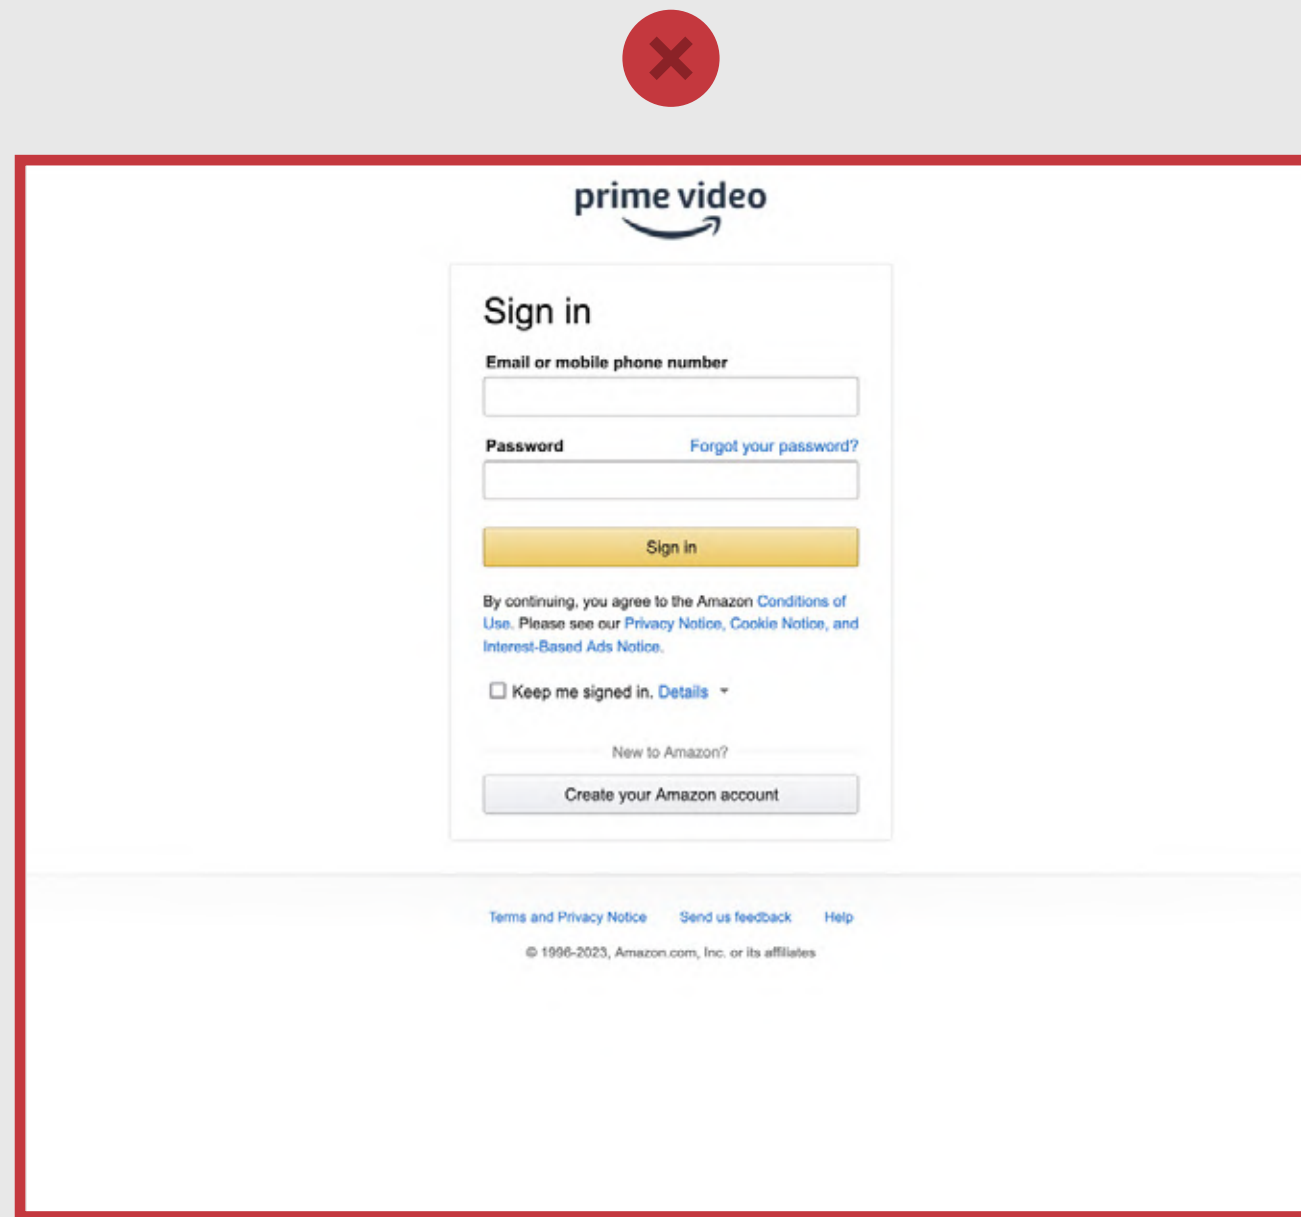 prime video
Sign in
Email or mobile phone number
Password Forgot your password?
Sign in
By continuing, you agree to the Amazon Conditions of
Use. Please see our Privacy Notice, Cookie Notice, and
Interest-Based Ads Notice.
Keep me signed in. Details
New to Amazon?
Create your Amazon account
Terms and Privacy Notice Send us feedback Help
© 1996-2023, Amazon.com, Inc. or its affiliates